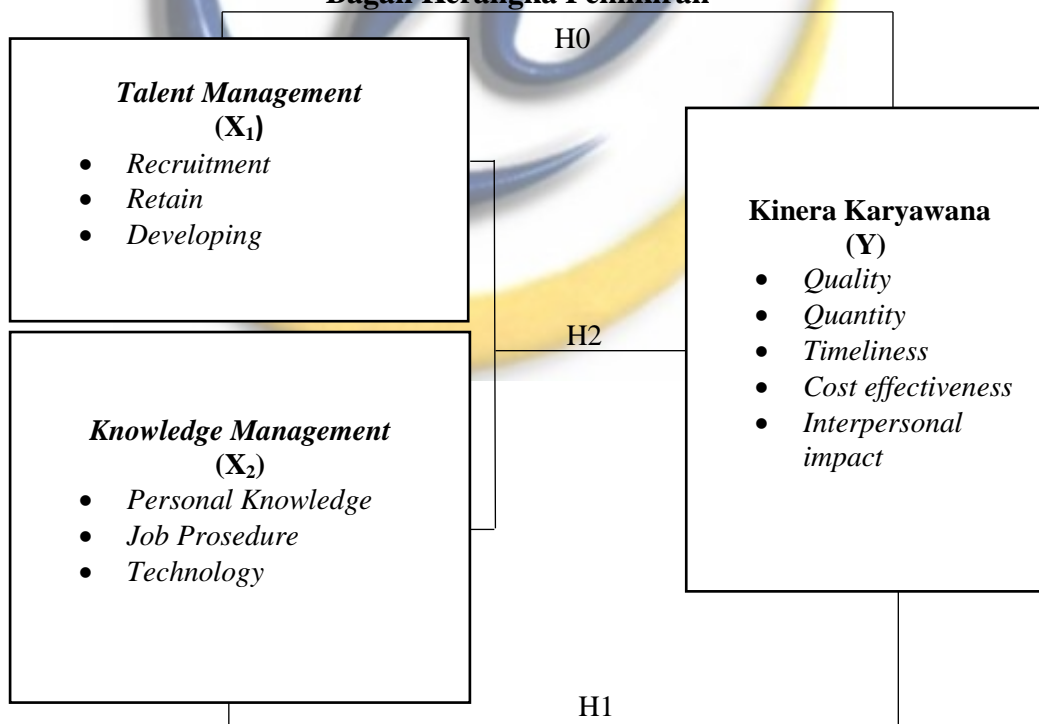 Bagan Kerangka Pemikiran
H0
Talent Management
(X₁)
• Recruitment
• Retain
• Developing
H2
Knowledge Management
(X₂)
• Personal Knowledge
• Job Prosedure
• Technology
Kinera Karyawana
(Y)
• Quality
• Quantity
• Timeliness
• Cost effectiveness
• Interpersonal
impact
H1